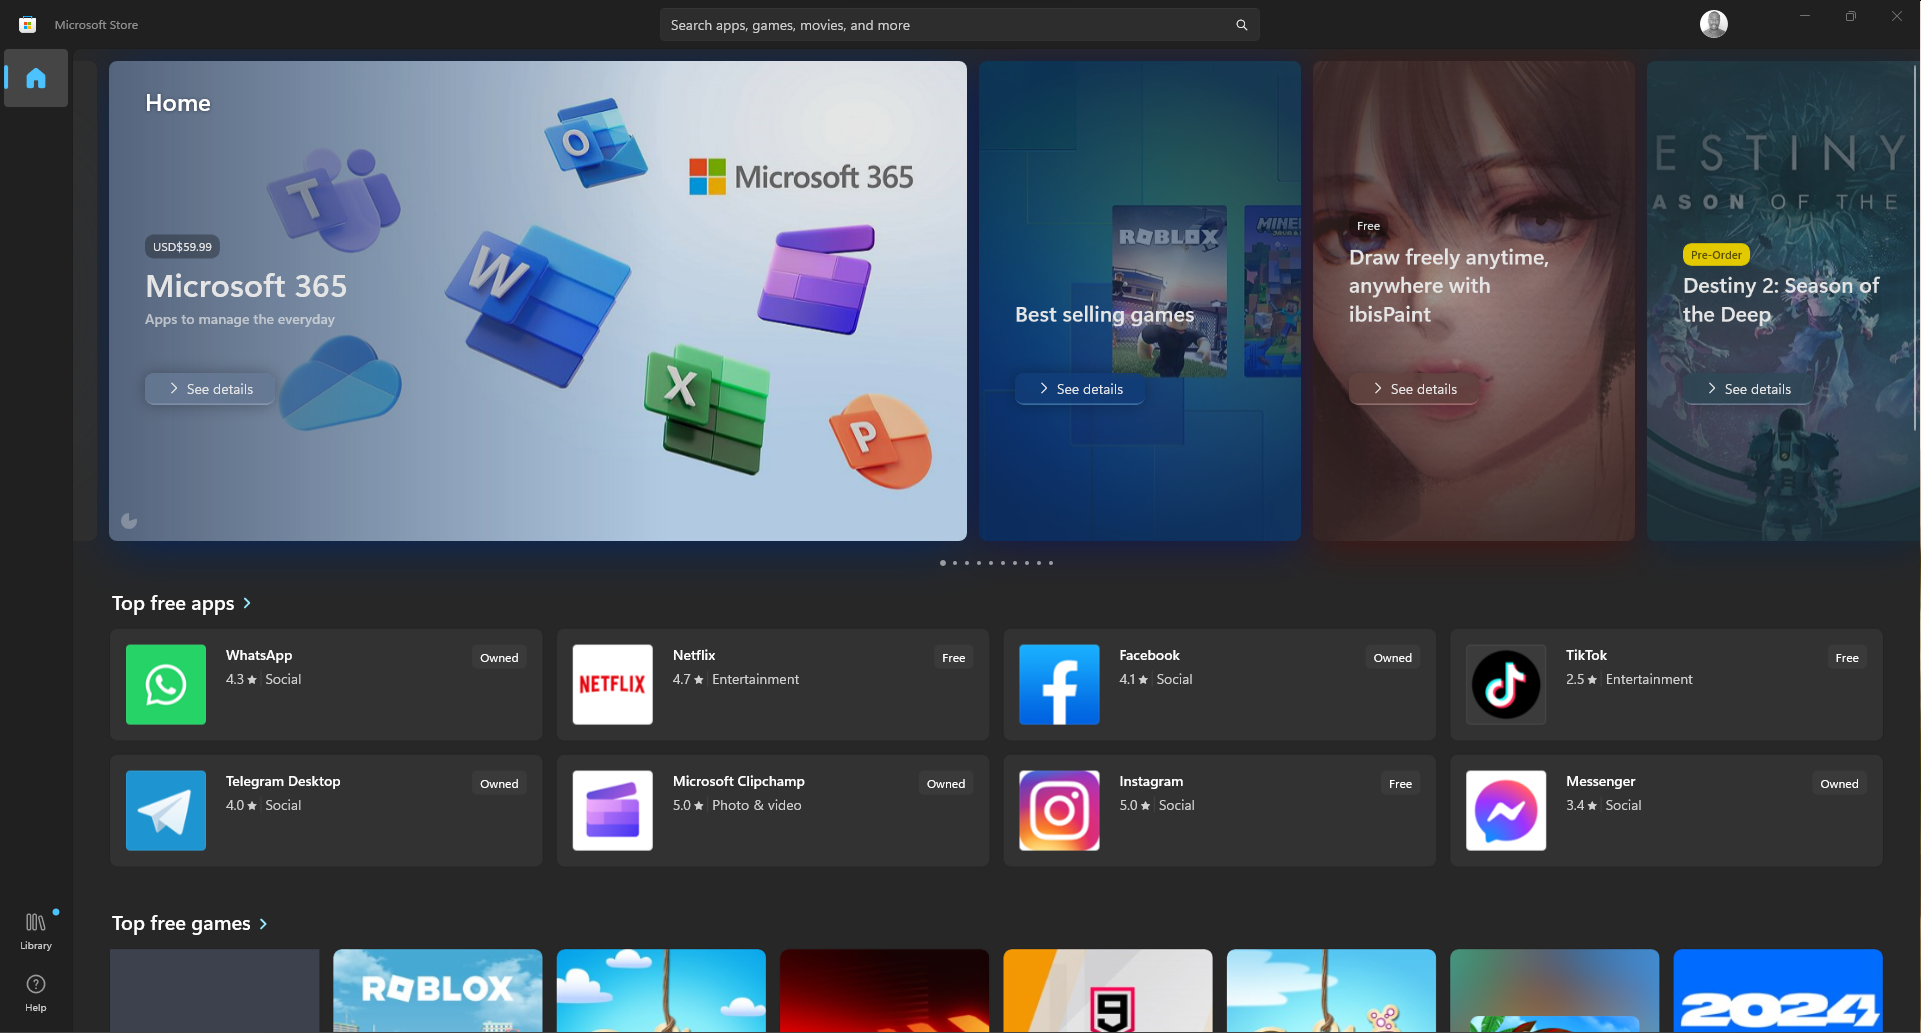 Microsoft Store
Search apps, games, movies, and more
Home
Microsoft 365
USD$59.99
Microsoft 365
Apps to manage the everyday
See details
T
O
W
X
P
ROBLOX
Best selling games
See details
Free
Draw freely anytime,
anywhere with
ibisPaint
See details
ESTINY
ASON OF THE
Pre-Order
Destiny 2: Season of
the Deep
See details
Top free apps
WhatsApp
Owned
4.3 ★ Social
NETFLIX
Netflix
Free
4.7 ★ Entertainment
Facebook
Owned
4.1 ★ Social
TikTok
Free
2.5 ★ Entertainment
Telegram Desktop
Owned
4.0 ★ Social
Microsoft Clipchamp
Owned
5.0 ★ Photo & video
Instagram
Free
5.0 ★ Social
Messenger
Owned
3.4 ★ Social
Top free games
ROBLOX
9
2024
Library
Help